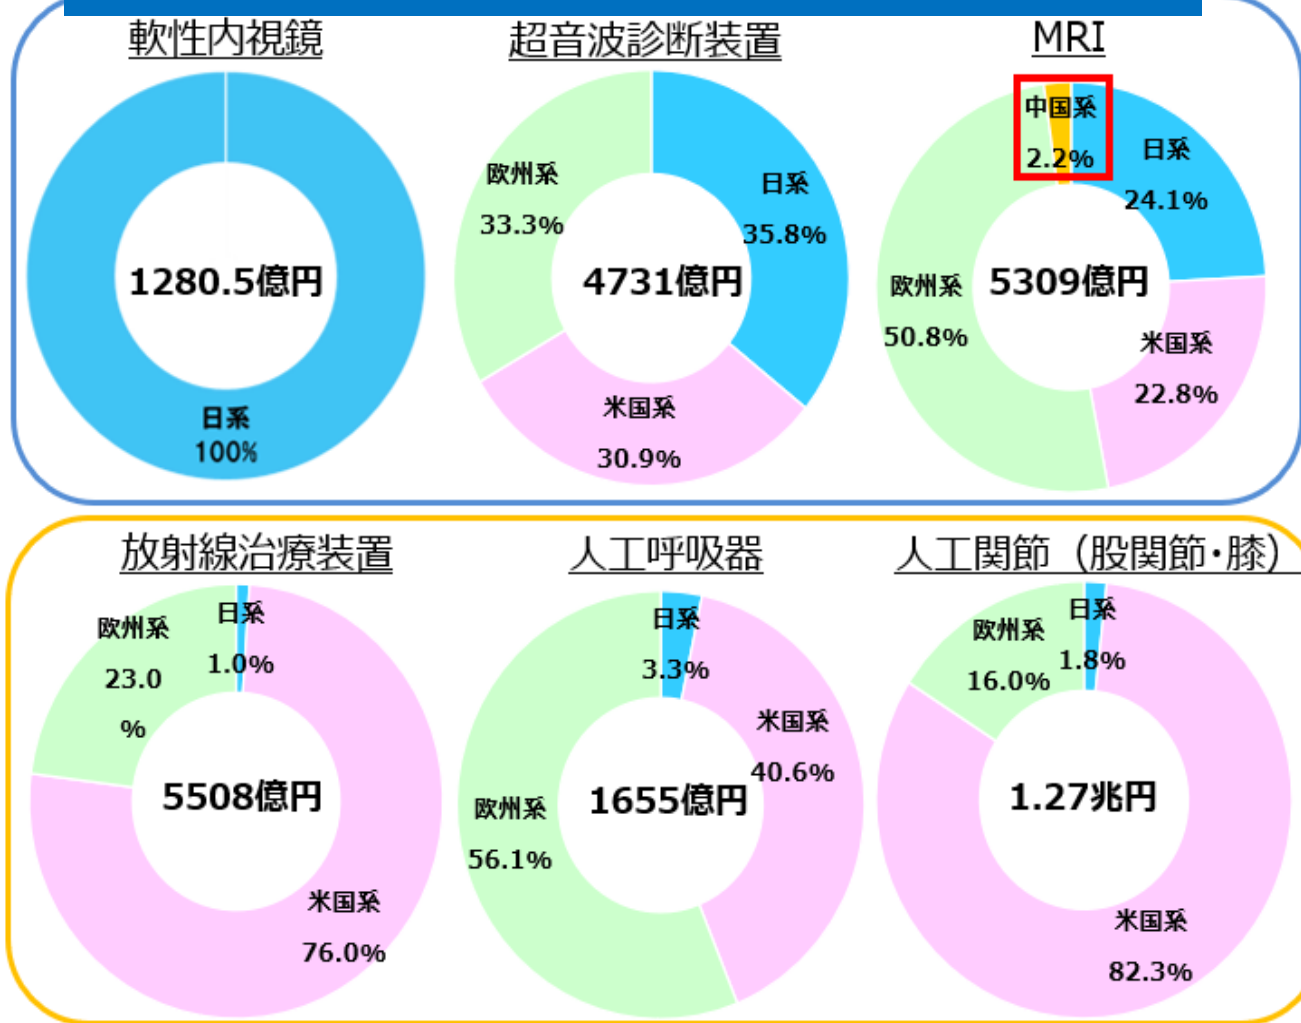 軟性内視鏡
日系
100%
1280.5億円
超音波診断装置
欧州系
33.3%
日系
35.8%
4731億円
米国系
30.9%
MRI
中国系
2.2%
日系
24.1%
欧州系
50.8%
5309億円
米国系
22.8%
放射線治療装置
欧州系
23.0
%
日系
1.0%
5508億円
米国系
76.0%
人工呼吸器
日系
3.3%
米国系
40.6%
欧州系
56.1%
1655億円
人工関節（股関節・膝）
欧州系
16.0%
日系
1.8%
1.27兆円
米国系
82.3%